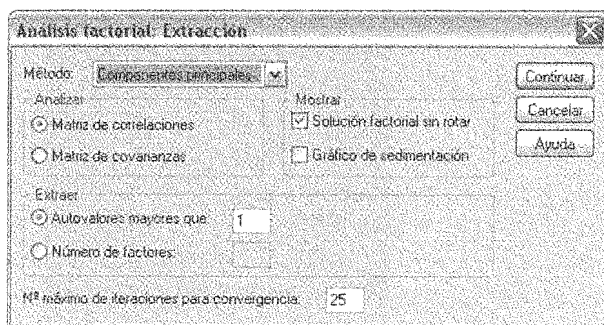 Análisis factorial: Extracción
Método: Componentes principales
Continuar
Analizar
Mostrar
Cancelar
Matriz de correlaciones
Solución factorial sin rotar
Ayuda
Matriz de covarianzas
Gráfico de sedimentación
Extraer
Autovalores mayores que: 1
Número de factores:
Nº máximo de iteraciones para convergencia: 25